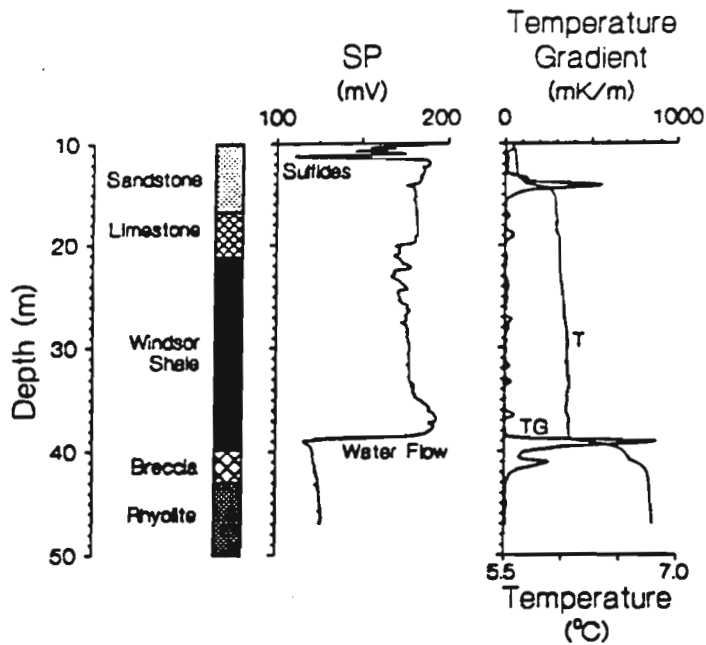 Temperature
SP Gradient
(mV) (mK/m)
100 200 0 1000
10
Sulfides
Sandstone
Limestone
20
Depth (m)
Windsor
Shale
30
T
TG
40
Water Flow
Breccia
Rhyolite
50
5.5 7.0
Temperature
(°C)